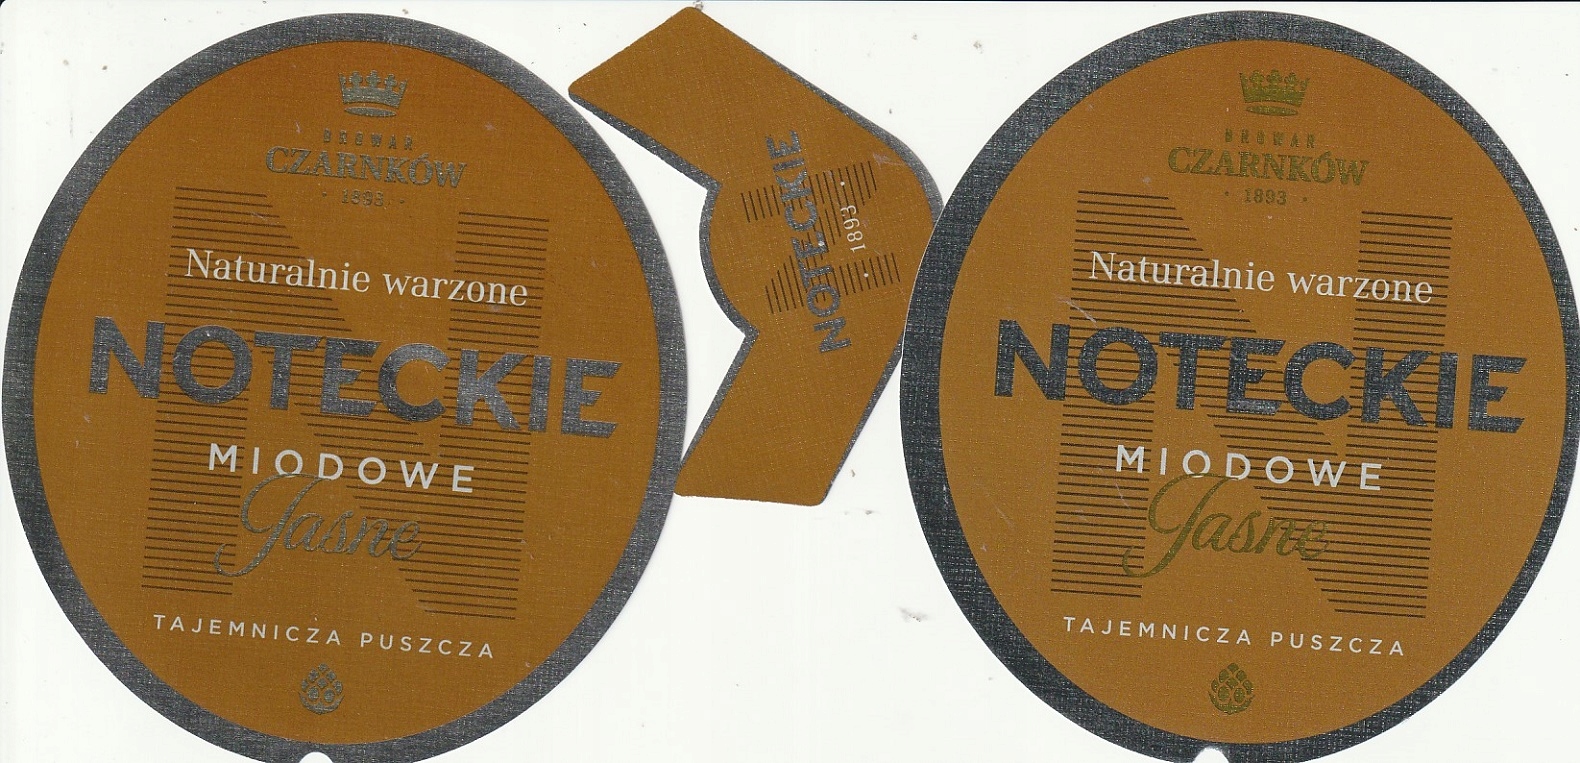 BROWAR
CZARNKÓW
· 1893 ·
Naturalnie warzone
NOTECKIE
MIODOWE
Jasne
TAJEMNICZA PUSZCZA
NOTECKIE
· 1893 ·
BROWAR
CZARNKÓW
· 1893 ·
Naturalnie warzone
NOTECKIE
MIODOWE
Jasne
TAJEMNICZA PUSZCZA